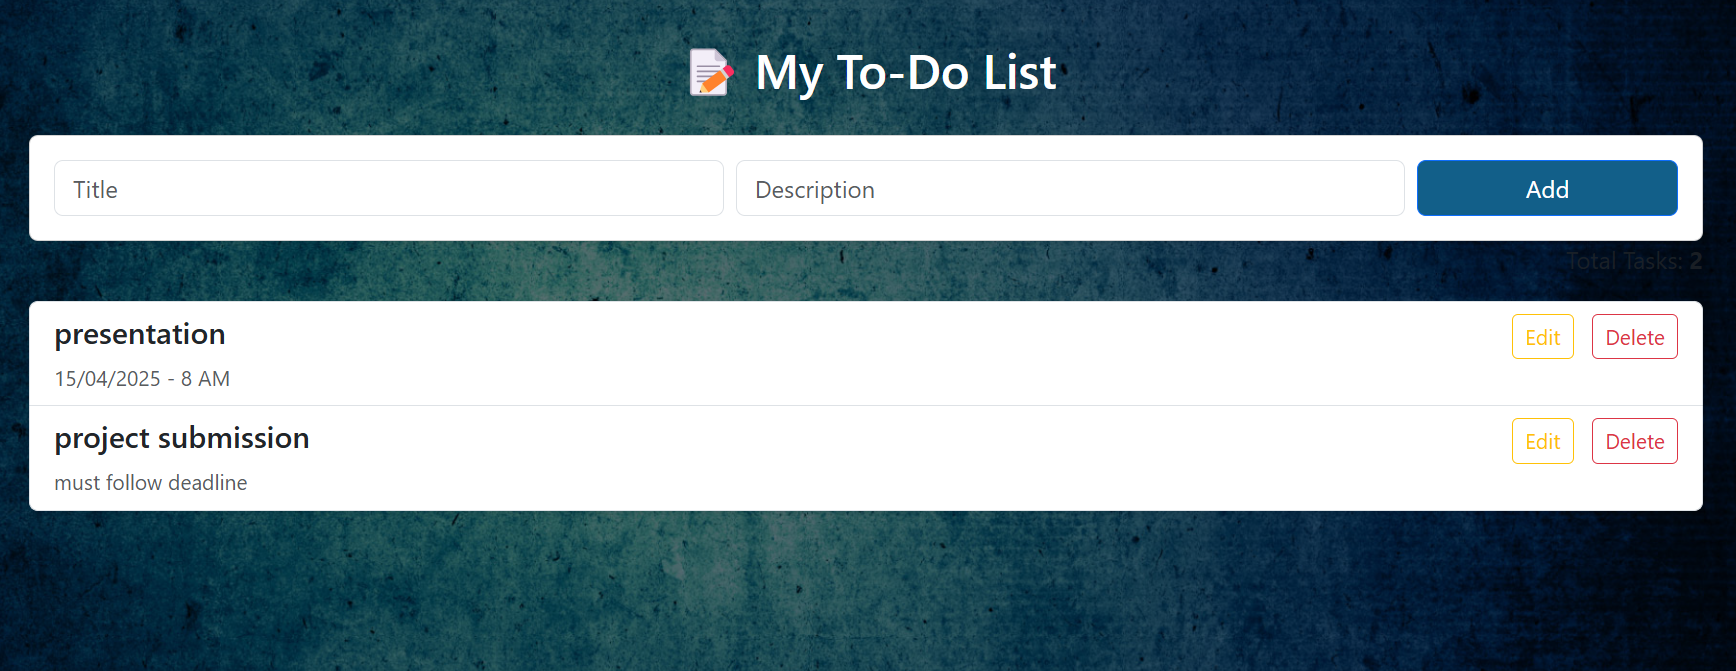 📝 My To-Do List
Title
Description
Add
Total Tasks: 2
presentation
Edit
Delete
15/04/2025 - 8 AM
project submission
Edit
Delete
must follow deadline